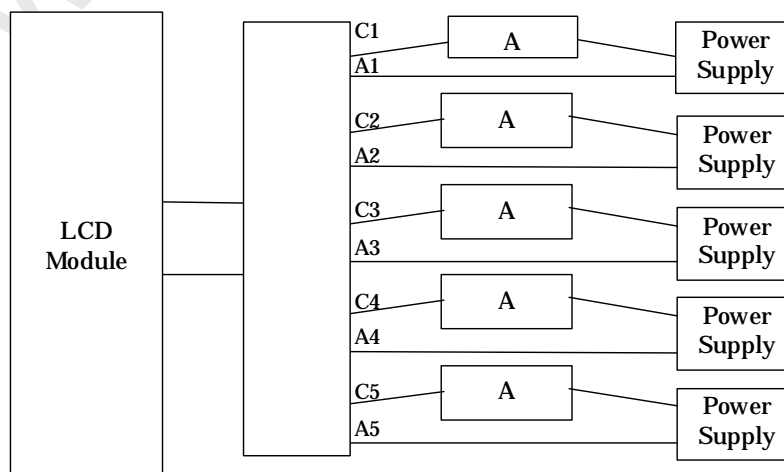 C1
A
Power
Supply
A1
C2
A
Power
Supply
A2
C3
A
Power
Supply
A3
LCD
Module
C4
A
Power
Supply
A4
C5
A
Power
Supply
A5